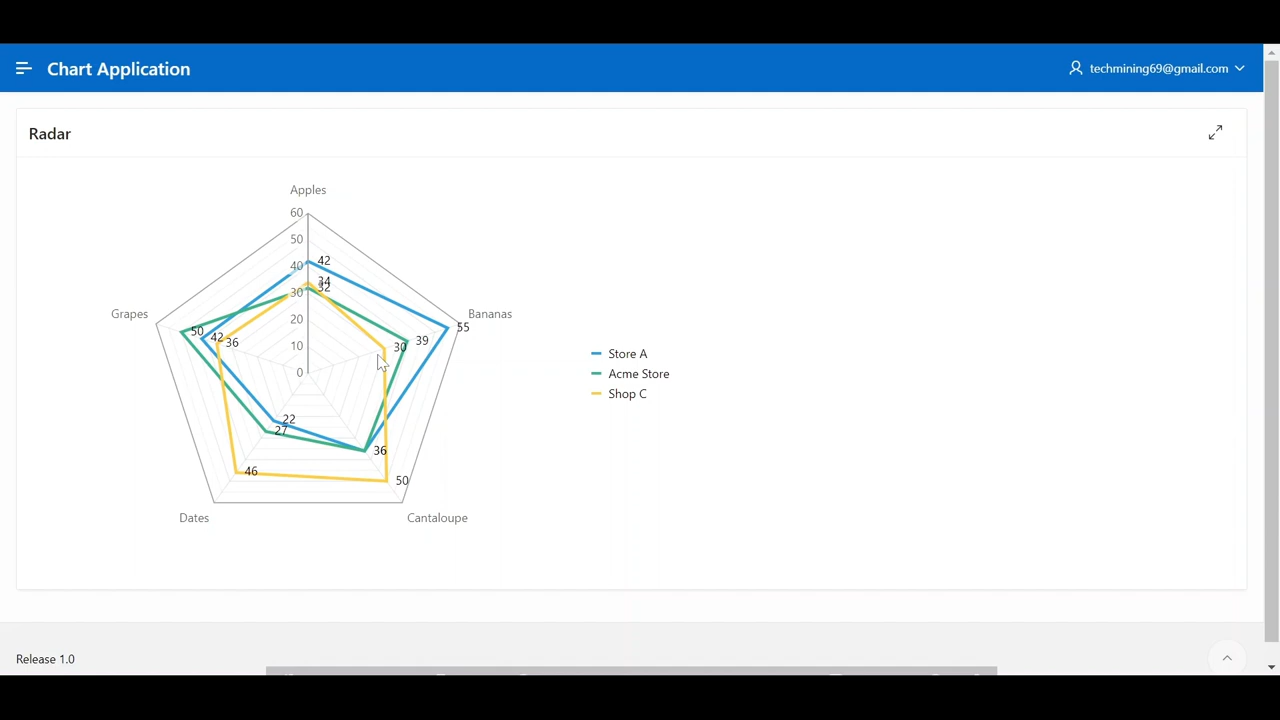 Chart Application
techmining69@gmail.com
Radar
Apples
60
50
42
40
34
32
30
20
10
0
Grapes
Bananas
50
42
36
55
39
30
Store A
Acme Store
Shop C
22
27
36
46
50
Dates
Cantaloupe
Release 1.0